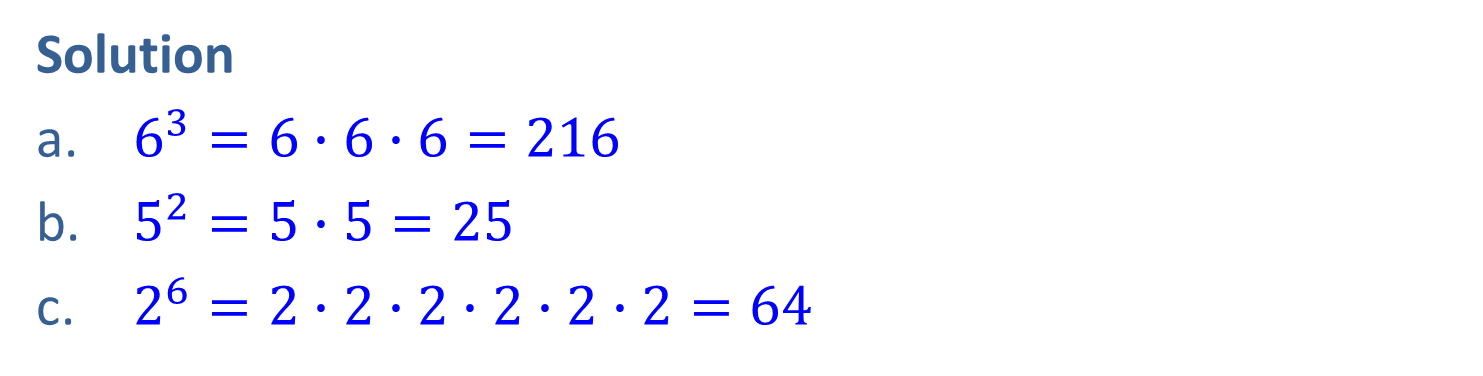 Solution
a. 6³ = 6 · 6 · 6 = 216
b. 5² = 5 · 5 = 25
c. 2⁶ = 2 · 2 · 2 · 2 · 2 · 2 = 64